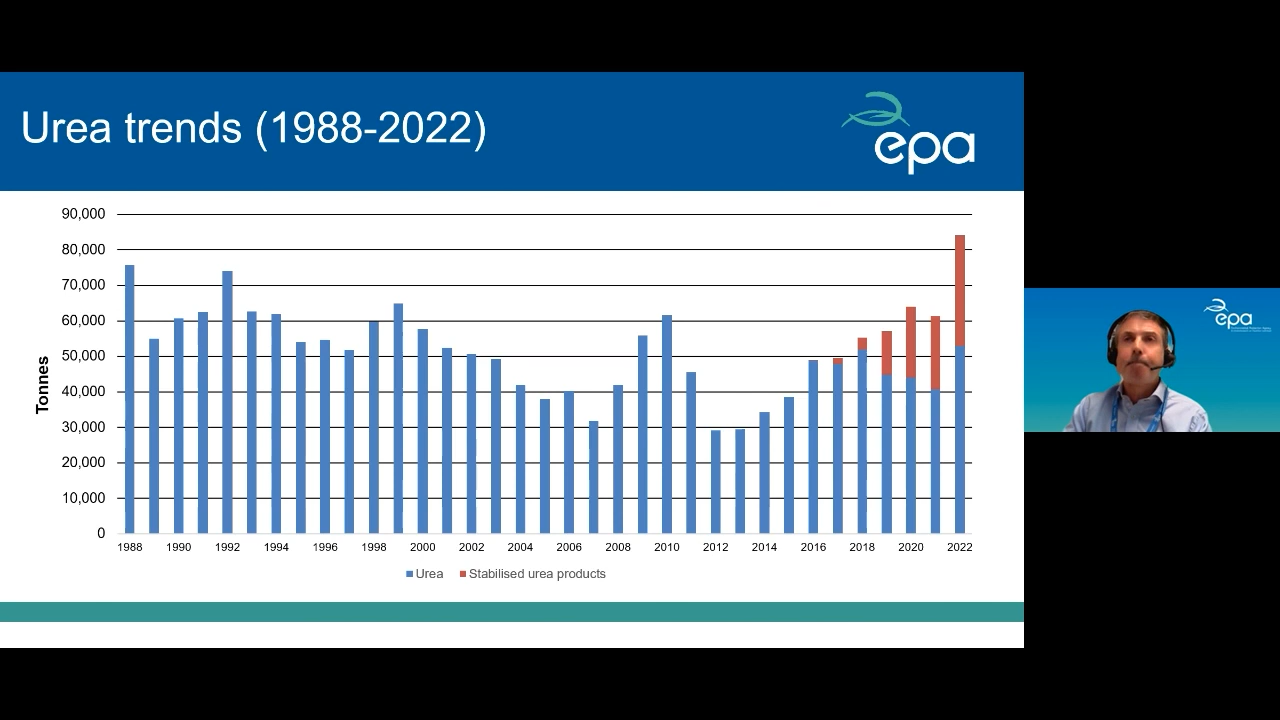 Urea trends (1988-2022)
epa
90,000
80,000
70,000
60,000
50,000
40,000
30,000
20,000
10,000
0
Tonnes
1988 1990 1992 1994 1996 1998 2000 2002 2004 2006 2008 2010 2012 2014 2016 2018 2020 2022
Urea Stabilised urea products
epa